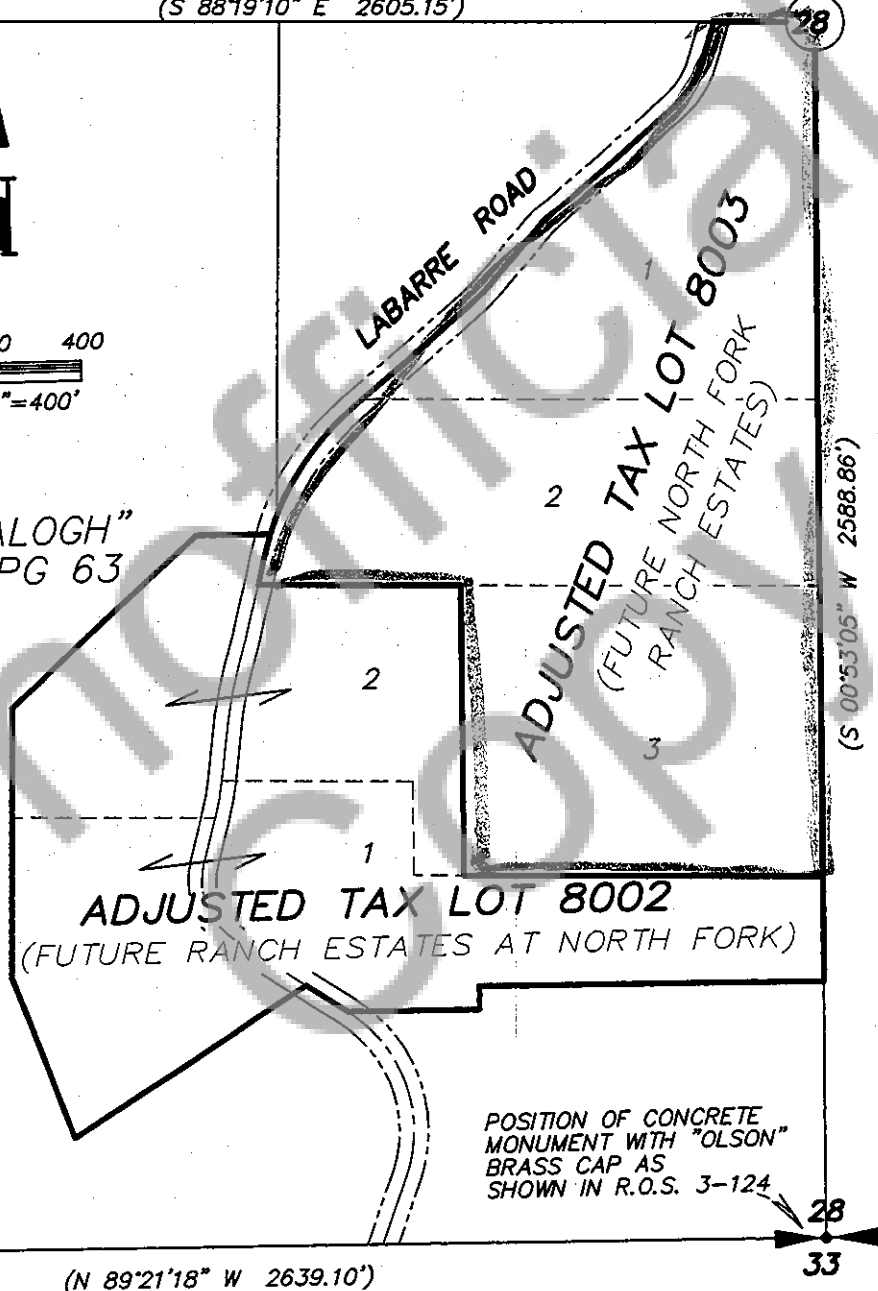 (S 88°19'10" E 2605.15')
28
LABARRE ROAD
400
"=400'
ALOGH"
PG 63
1
2
3
ADJUSTED TAX LOT 8003
(FUTURE NORTH FORK
RANCH ESTATES)
(S 00°53'05" W 2588.86')
2
1
ADJUSTED TAX LOT 8002
(FUTURE RANCH ESTATES AT NORTH FORK)
POSITION OF CONCRETE
MONUMENT WITH "OLSON"
BRASS CAP AS
SHOWN IN R.O.S. 3-124
28
33
(N 89°21'18" W 2639.10')
nofficial
Copy